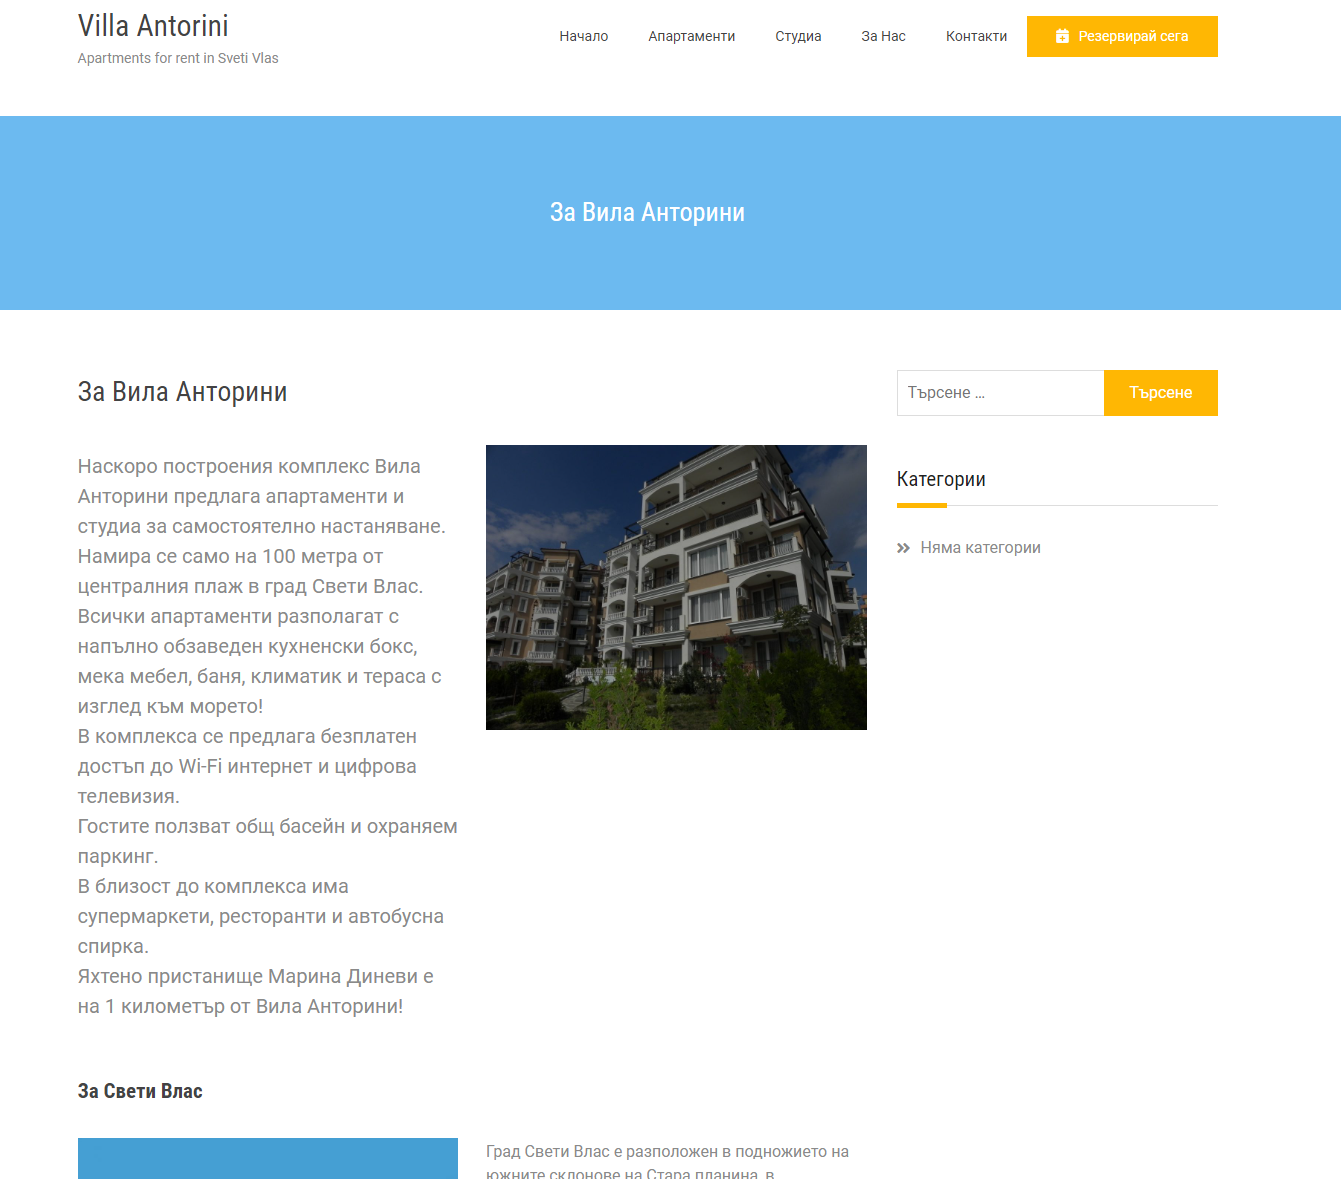 Villa Antorini
Apartments for rent in Sveti Vlas
Начало
Апартаменти
Студиа
За Нас
Контакти
Резервирай сега
За Вила Анторини
За Вила Анторини
Наскоро построения комплекс Вила
Анторини предлага апартаменти и
студиа за самостоятелно настаняване.
Намира се само на 100 метра от
централния плаж в град Свети Влас.
Всички апартаменти разполагат с
напълно обзаведен кухненски бокс,
мека мебел, баня, климатик и тераса с
изглед към морето!
В комплекса се предлага безплатен
достъп до Wi-Fi интернет и цифрова
телевизия.
Гостите ползват общ басейн и охраняем
паркинг.
В близост до комплекса има
супермаркети, ресторанти и автобусна
спирка.
Яхтено пристанище Марина Диневи е
на 1 километър от Вила Анторини!
Търсене …
Търсене
Категории
Няма категории
За Свети Влас
Град Свети Влас е разположен в подножието на
южните склонове на Стара планина, в